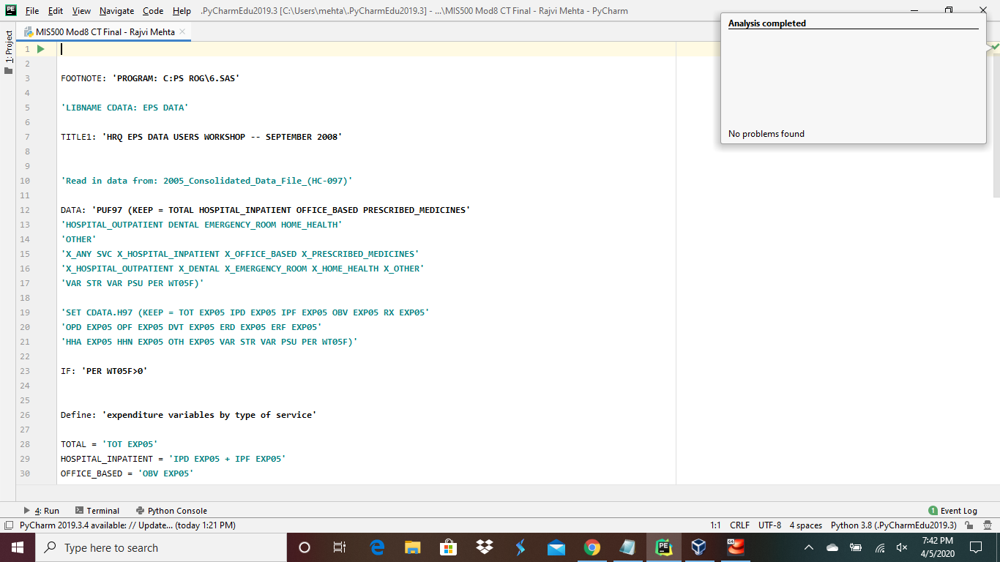 PE File Edit View Navigate Code Help .PyCharmEdu2019.3 [C:\Users\mehta\.PyCharmEdu2019.3] - ...\MIS500 Mod8 CT Final - Rajvi Mehta - PyCharm
MIS500 Mod8 CT Final - Rajvi Mehta
1: Project
Analysis completed
No problems found
1
2
3 FOOTNOTE: 'PROGRAM: C:PS ROG\6.SAS'
4
5 'LIBNAME CDATA: EPS DATA'
6
7 TITLE1: 'HRQ EPS DATA USERS WORKSHOP -- SEPTEMBER 2008'
8
9
10 'Read in data from: 2005_Consolidated_Data_File_(HC-097)'
11
12 DATA: 'PUF97 (KEEP = TOTAL HOSPITAL_INPATIENT OFFICE_BASED PRESCRIBED_MEDICINES'
13 'HOSPITAL_OUTPATIENT DENTAL EMERGENCY_ROOM HOME_HEALTH'
14 'OTHER'
15 'X_ANY SVC X_HOSPITAL_INPATIENT X_OFFICE_BASED X_PRESCRIBED_MEDICINES'
16 'X_HOSPITAL_OUTPATIENT X_DENTAL X_EMERGENCY_ROOM X_HOME_HEALTH X_OTHER'
17 'VAR STR VAR PSU PER WT05F)'
18
19 'SET CDATA.H97 (KEEP = TOT EXP05 IPD EXP05 IPF EXP05 OBV EXP05 RX EXP05'
20 'OPD EXP05 OPF EXP05 DVT EXP05 ERD EXP05 ERF EXP05'
21 'HHA EXP05 HHN EXP05 OTH EXP05 VAR STR VAR PSU PER WT05F)'
22
23 IF: 'PER WT05F>0'
24
25
26 Define: 'expenditure variables by type of service'
27
28 TOTAL = 'TOT EXP05'
29 HOSPITAL_INPATIENT = 'IPD EXP05 + IPF EXP05'
30 OFFICE_BASED = 'OBV EXP05'
4: Run Terminal Python Console 1 Event Log
PyCharm 2019.3.4 available: // Update... (today 1:21 PM) 1:1 CRLF UTF-8 4 spaces Python 3.8 (.PyCharmEdu2019.3)
Type here to search
PE
64
7:42 PM
4/5/2020